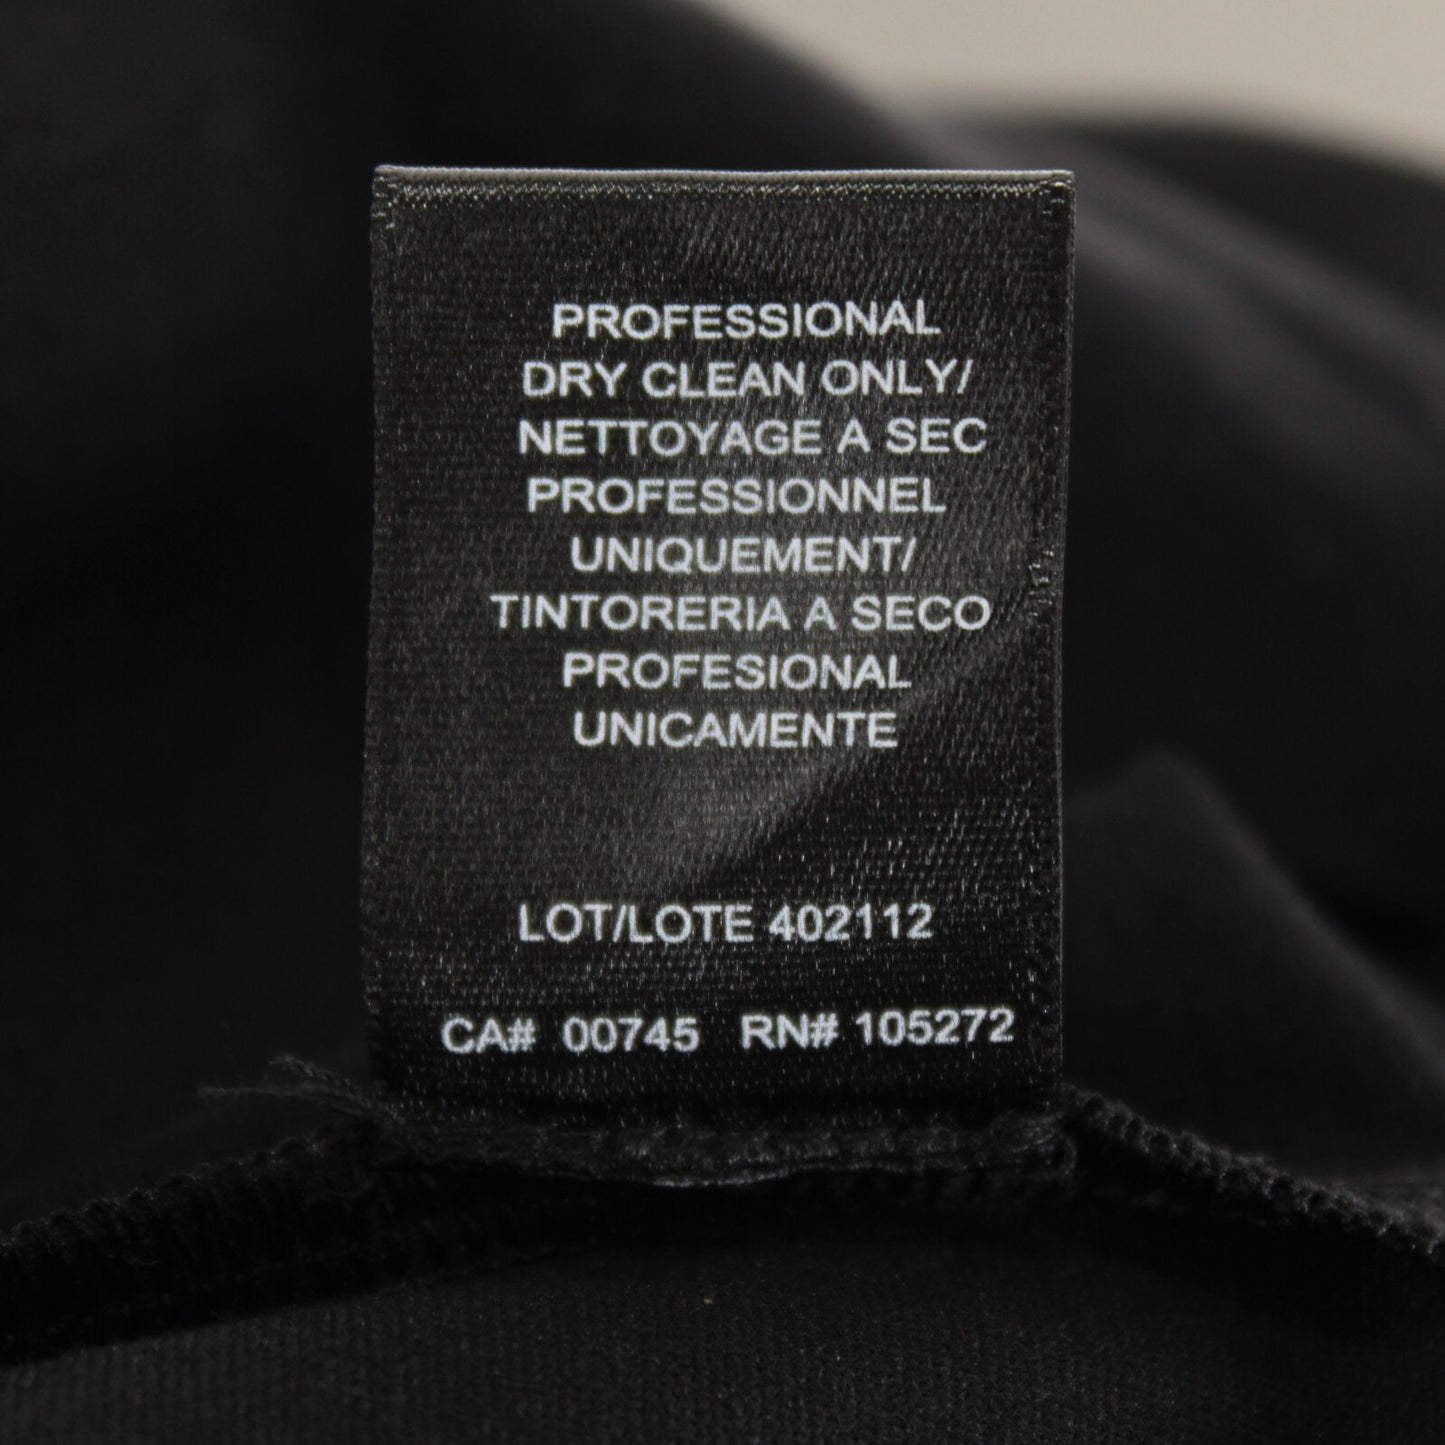 PROFESSIONAL
DRY CLEAN ONLY/
NETTOYAGE A SEC
PROFESSIONNEL
UNIQUEMENT/
TINTORERIA A SECO
PROFESIONAL
UNICAMENTE
LOT/LOTE 402112
CA# 00745 RN# 105272